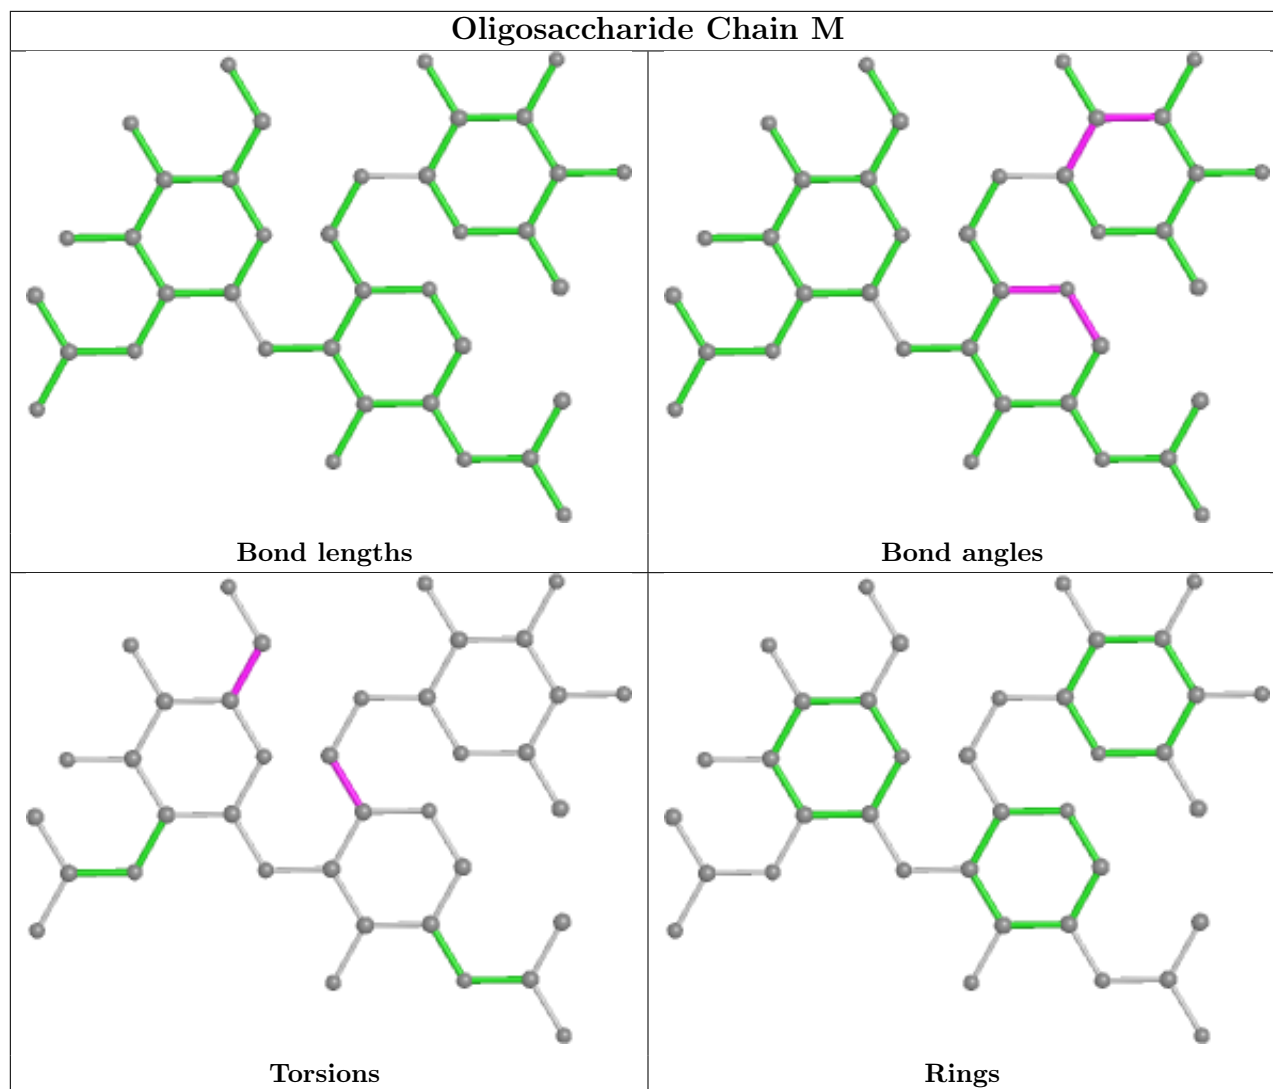 Oligosaccharide Chain M
Bond lengths
Bond angles
Torsions
Rings